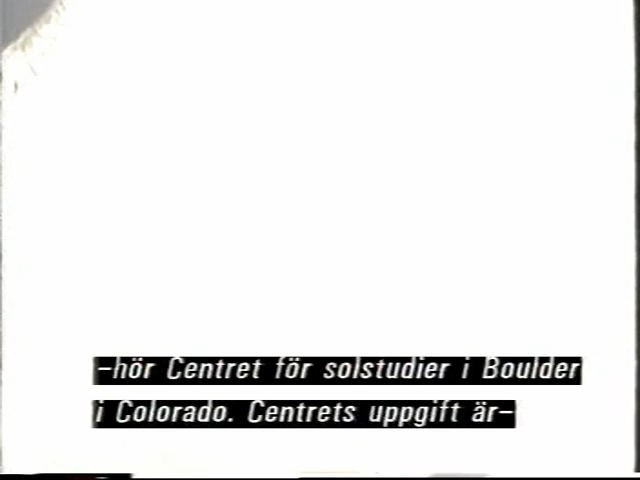 -hör Centret för solstudier i Boulder
i Colorado. Centrets uppgift är-